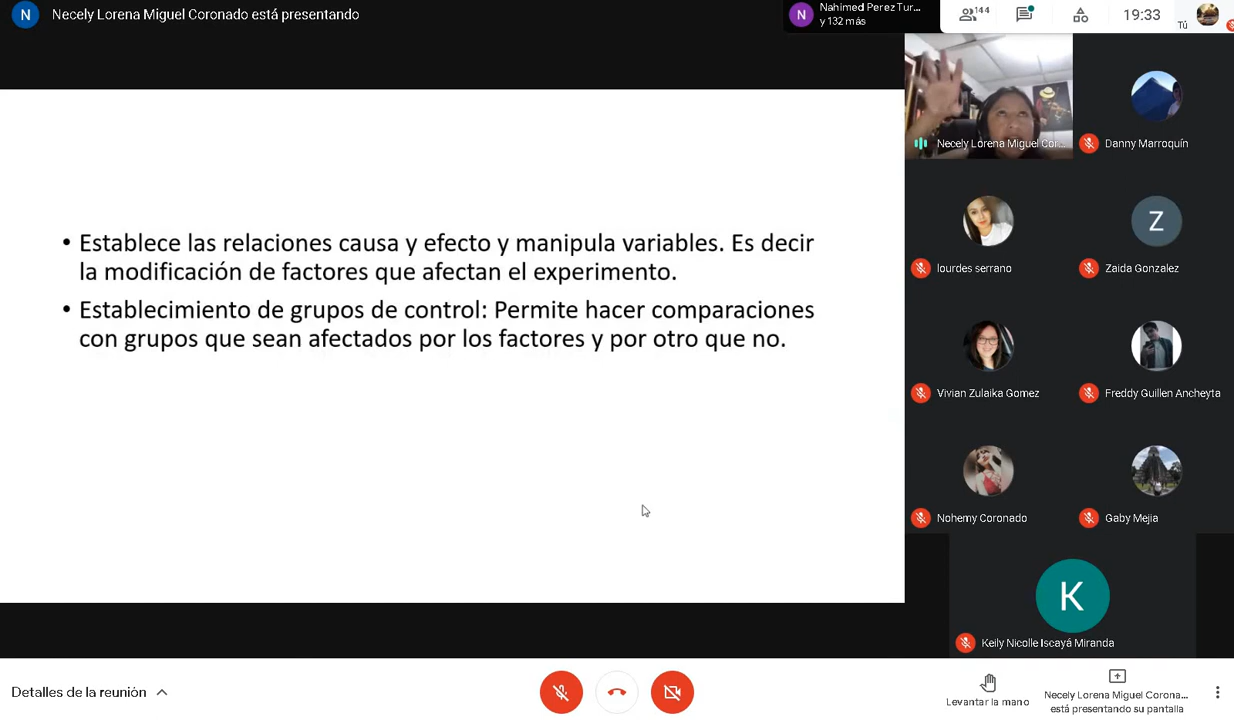 N
Necely Lorena Miguel Coronado está presentando
N
Nahimed Perez Tur...
y 132 más
144
19:33
Tú
• Establece las relaciones causa y efecto y manipula variables. Es decir
la modificación de factores que afectan el experimento.
• Establecimiento de grupos de control: Permite hacer comparaciones
con grupos que sean afectados por los factores y por otro que no.
Necely Lorena Miguel Cor...
Danny Marroquín
lourdes serrano
Z
Zaida Gonzalez
Vivian Zulaika Gomez
Freddy Guillen Ancheyta
Nohemy Coronado
Gaby Mejia
K
Keily Nicolle Iscayá Miranda
Detalles de la reunión
Levantar la mano
Necely Lorena Miguel Corona...
está presentando su pantalla